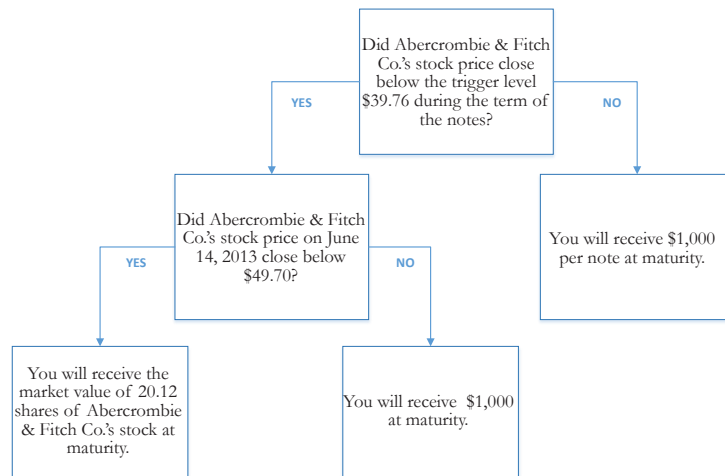 Did Abercrombie & Fitch
Co.'s stock price close
below the trigger level
$39.76 during the term of
the notes?
YES
NO
Did Abercrombie & Fitch
Co.'s stock price on June
14, 2013 close below
$49.70?
You will receive $1,000
per note at maturity.
YES
NO
You will receive the
market value of 20.12
shares of Abercrombie
& Fitch Co.'s stock at
maturity.
You will receive $1,000
at maturity.